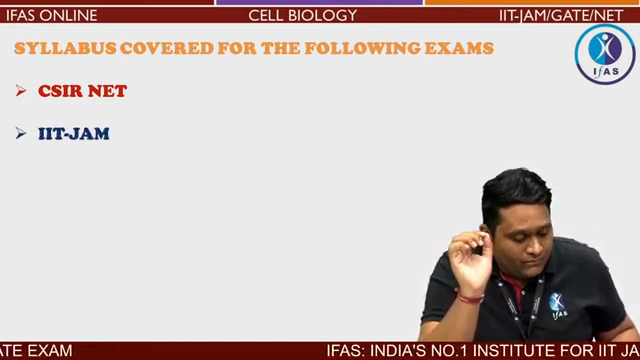 IFAS ONLINE
CELL BIOLOGY
IIT-JAM/GATE/NET
SYLLABUS COVERED FOR THE FOLLOWING EXAMS
IFAS
CSIR NET
IIT-JAM
IFAS
ATE EXAM
IFAS: INDIA'S NO.1 INSTITUTE FOR IIT JA